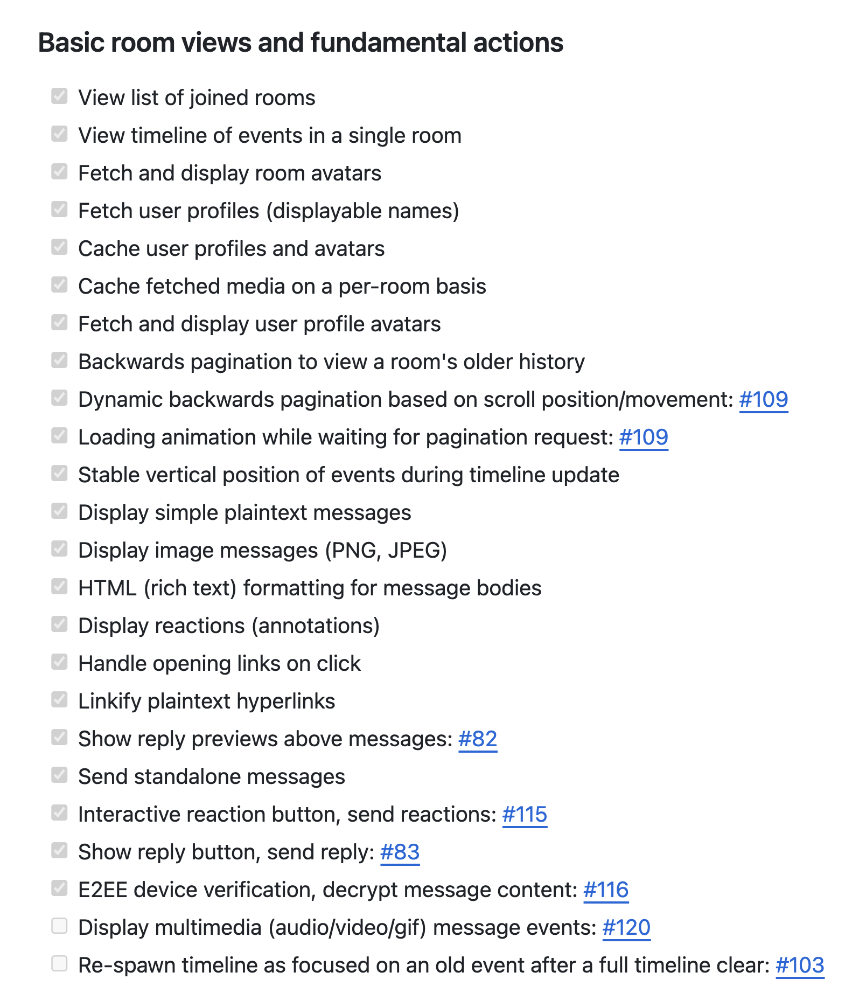 Basic room views and fundamental actions
View list of joined rooms
View timeline of events in a single room
Fetch and display room avatars
Fetch user profiles (displayable names)
Cache user profiles and avatars
Cache fetched media on a per-room basis
Fetch and display user profile avatars
Backwards pagination to view a room's older history
Dynamic backwards pagination based on scroll position/movement: #109
Loading animation while waiting for pagination request: #109
Stable vertical position of events during timeline update
Display simple plaintext messages
Display image messages (PNG, JPEG)
HTML (rich text) formatting for message bodies
Display reactions (annotations)
Handle opening links on click
Linkify plaintext hyperlinks
Show reply previews above messages: #82
Send standalone messages
Interactive reaction button, send reactions: #115
Show reply button, send reply: #83
E2EE device verification, decrypt message content: #116
Display multimedia (audio/video/gif) message events: #120
Re-spawn timeline as focused on an old event after a full timeline clear: #103